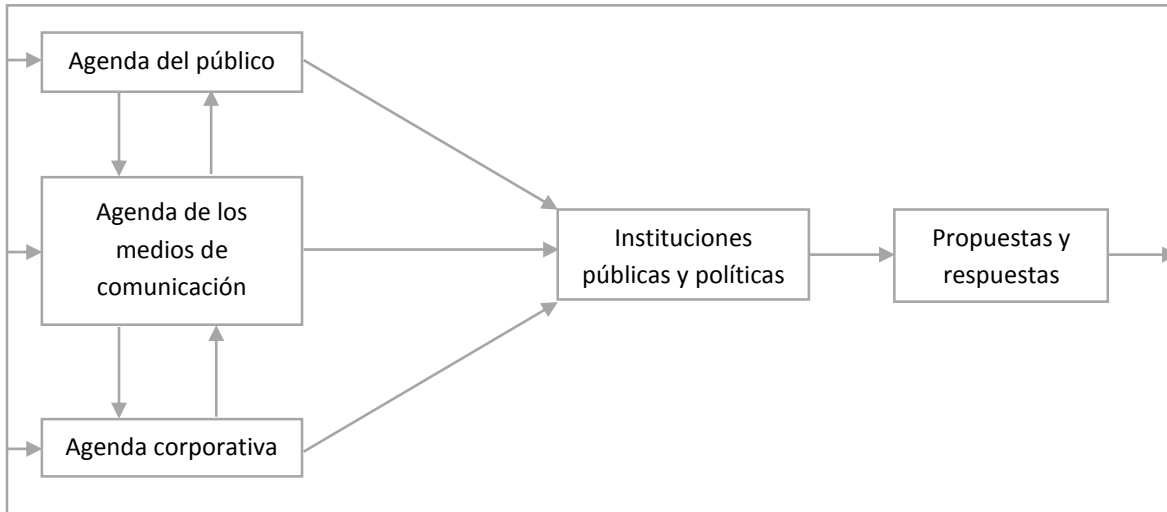 Agenda del público
Agenda de los
medios de
comunicación
Agenda corporativa
Instituciones
públicas y políticas
Propuestas y
respuestas